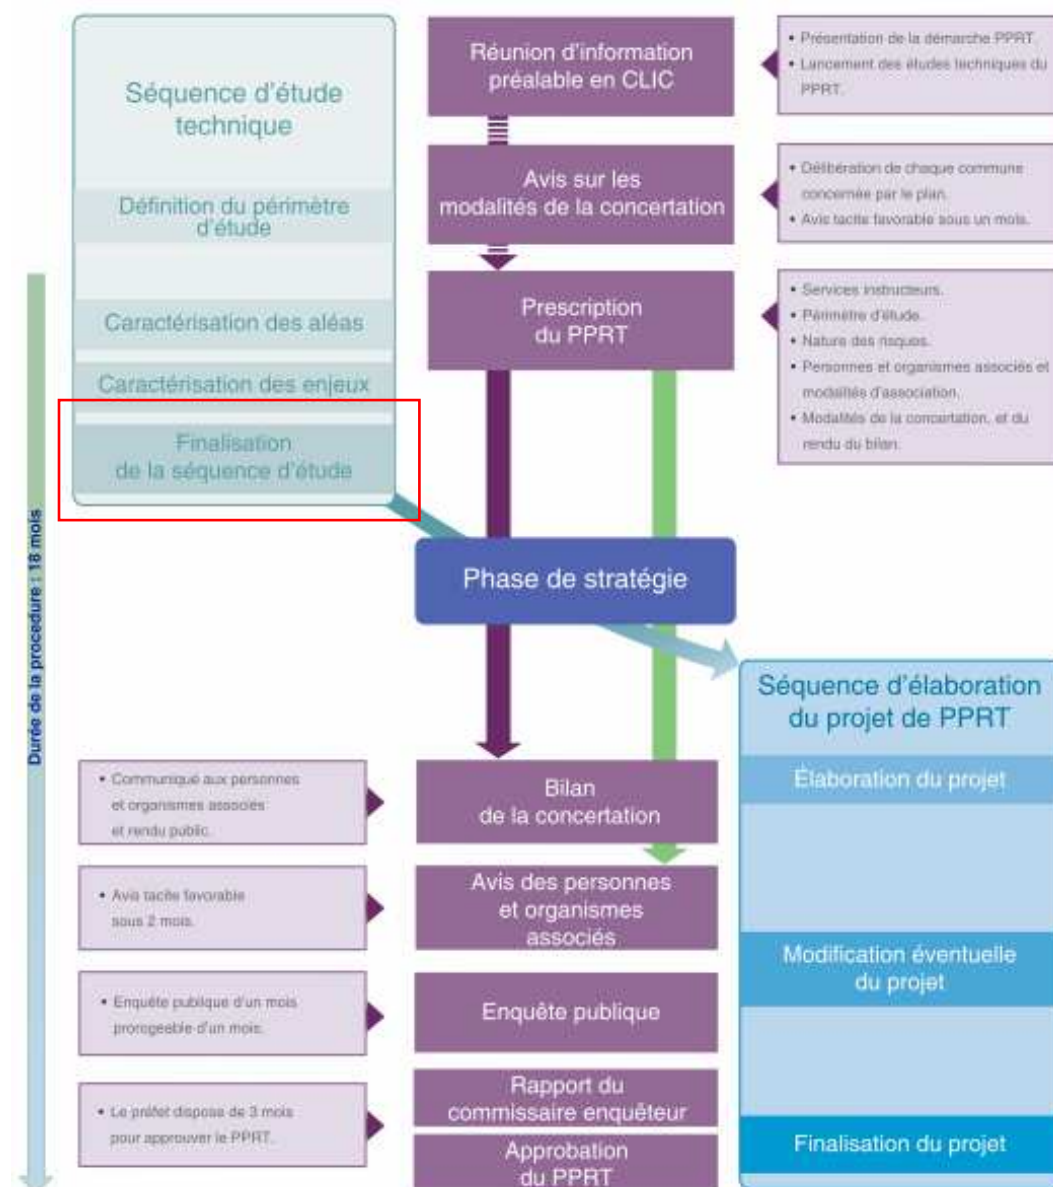 Séquence d'étude
technique
Définition du périmètre
d'étude
Caractérisation des aléas
Caractérisation des enjeux
Finalisation
de la séquence d'étude
Durée de la procedure : 18 mois
Réunion d'information
préalable en CLIC
• Présentation de la démarche PPRT.
• Lancement des études techniques du
PPRT.
Avis sur les
modalités de la concertation
• Délibération de chaque commune
concernée par le plan.
• Avis tacite favorable sous un mois.
Prescription
du PPRT
• Services instructeurs.
• Périmètre d'étude.
• Nature des risques.
• Personnes et organismes associés et
modalités d'association.
• Modalités de la concertation, et du
rendu du bilan.
Phase de stratégie
Séquence d'élaboration
du projet de PPRT
Élaboration du projet
Modification éventuelle
du projet
Finalisation du projet
• Communiqué aux personnes
et organismes associés
et rendu public.
Bilan
de la concertation
• Avis tacite favorable
sous 2 mois.
Avis des personnes
et organismes
associés
• Enquête publique d'un mois
prorogeable d'un mois.
Enquête publique
Rapport du
commissaire enquêteur
• Le préfet dispose de 3 mois
pour approuver le PPRT.
Approbation
du PPRT